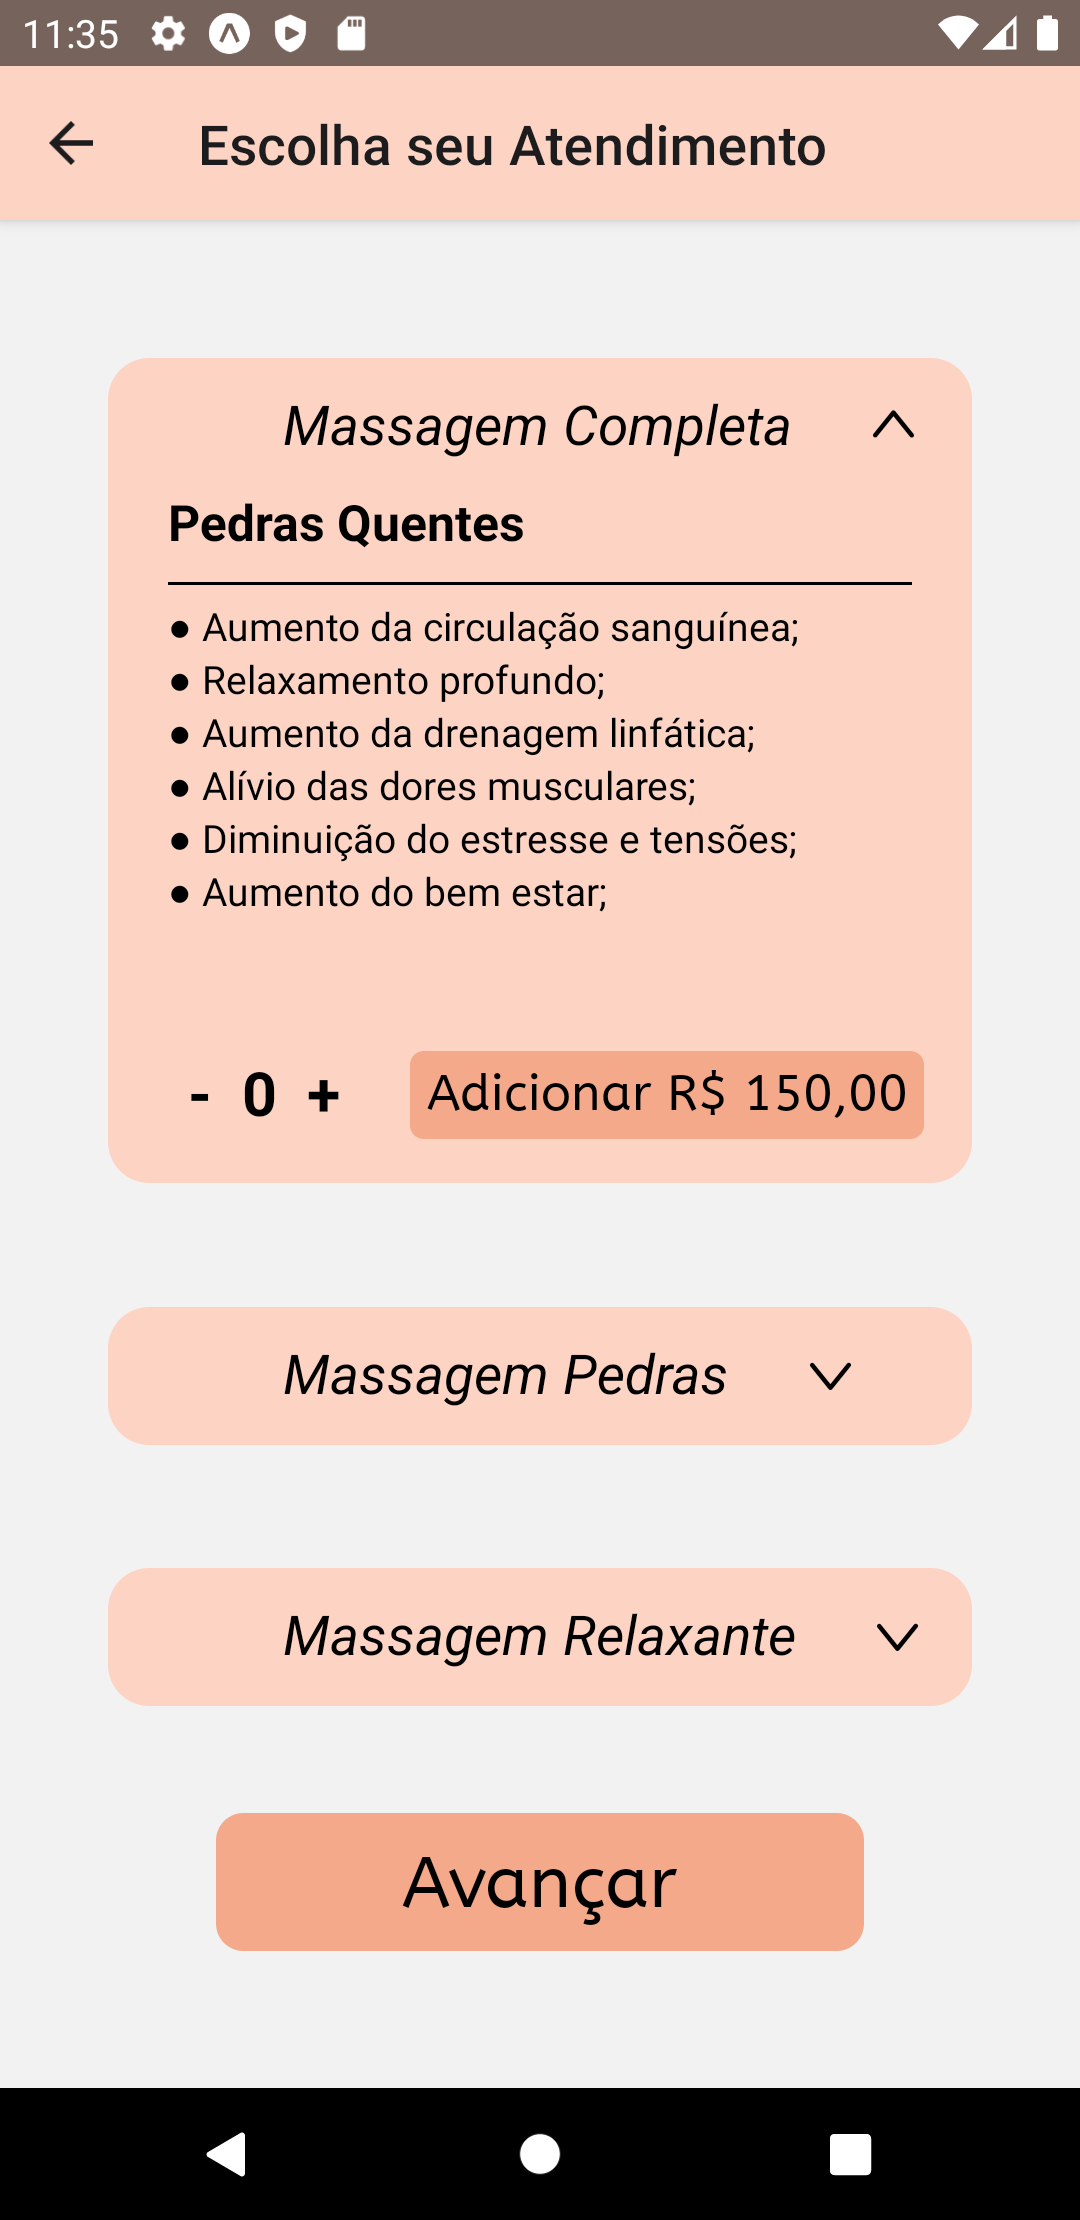 11:35
Escolha seu Atendimento
Massagem Completa
Pedras Quentes
● Aumento da circulação sanguínea;
● Relaxamento profundo;
● Aumento da drenagem linfática;
● Alívio das dores musculares;
● Diminuição do estresse e tensões;
● Aumento do bem estar;
- 0 + Adicionar R$ 150,00
Massagem Pedras
Massagem Relaxante
Avançar